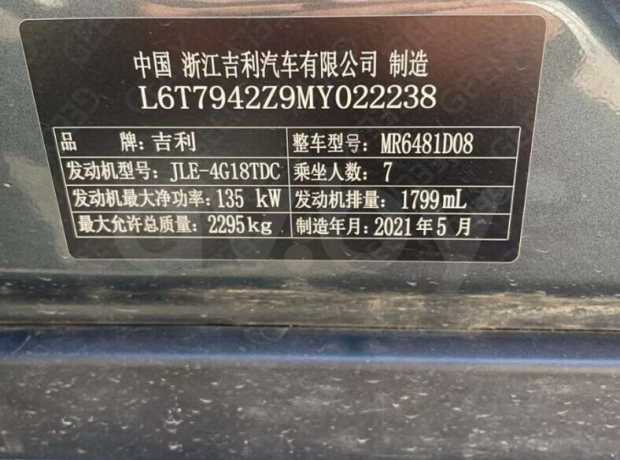 中国 浙江吉利汽车有限公司 制造
L6T7942Z9MY022238
品 牌:吉利 整车型号: MR6481D08
发动机型号: JLE-4G18TDC 乘坐人数: 7
发动机最大净功率: 135 kW 发动机排量: 1799mL
最大允许总质量: 2295kg 制造年月: 2021年5月